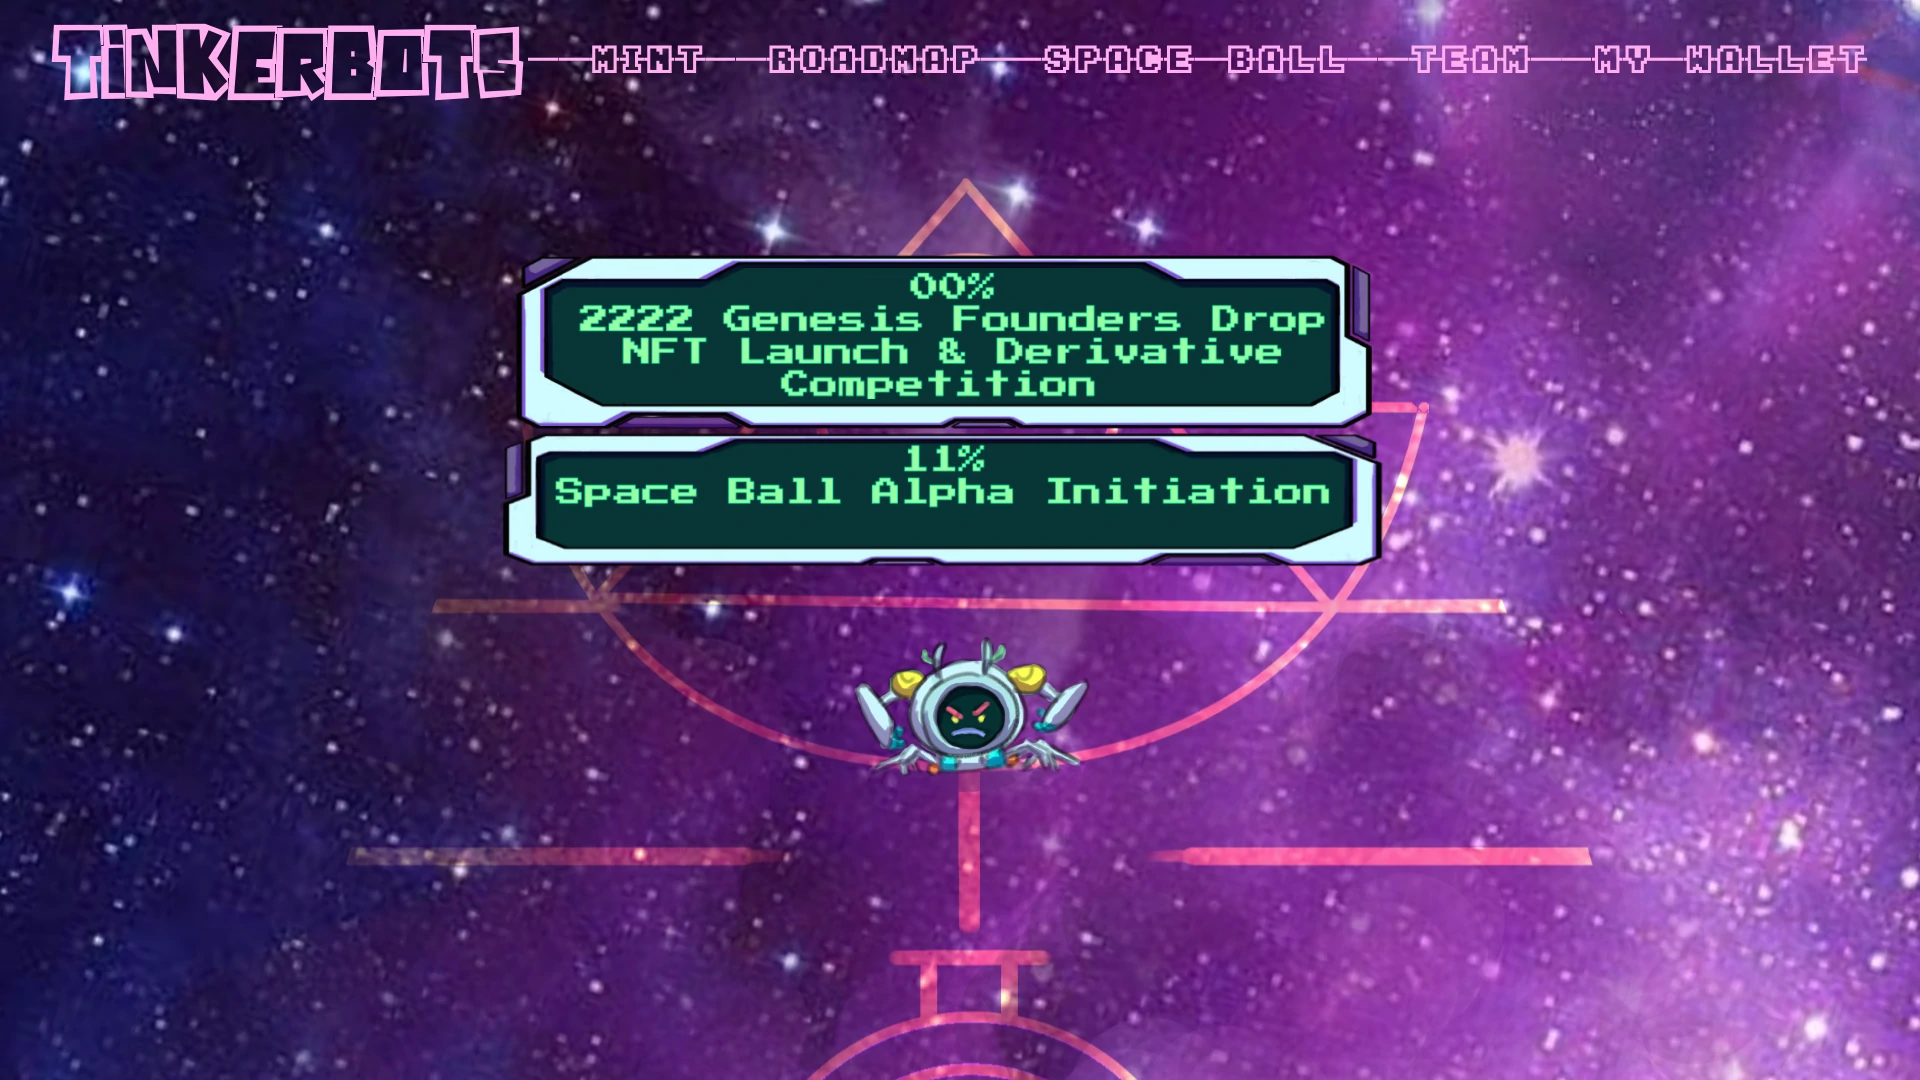 TiNKERBOTS
MINT ROADMAP SPACE BALL TEAM MY WALLET
00%
2222 Genesis Founders Drop
NFT Launch & Derivative
Competition
11%
Space Ball Alpha Initiation